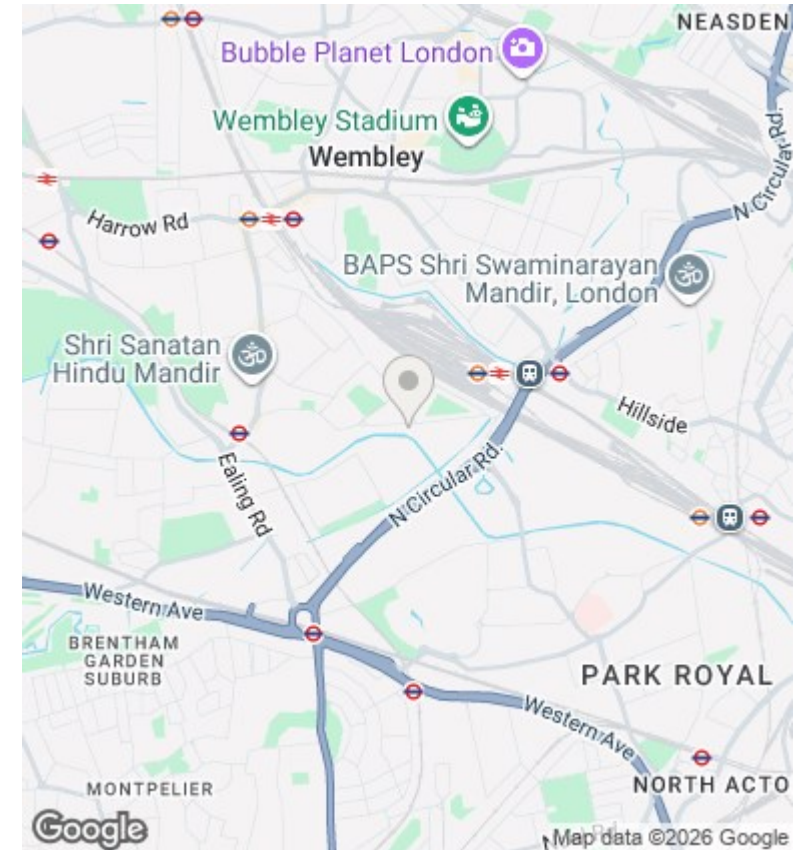 NEASDEN
Bubble Planet London
Wembley Stadium
Wembley
N Circular Rd
Harrow Rd
BAPS Shri Swaminarayan
Mandir, London
Shri Sanatan
Hindu Mandir
Hillside
Ealing Rd
N Circular Rd
Western Ave
BRENTHAM
GARDEN
SUBURB
PARK ROYAL
Western Ave
MONTPELIER
NORTH ACTO
Google
Map data ©2026 Google